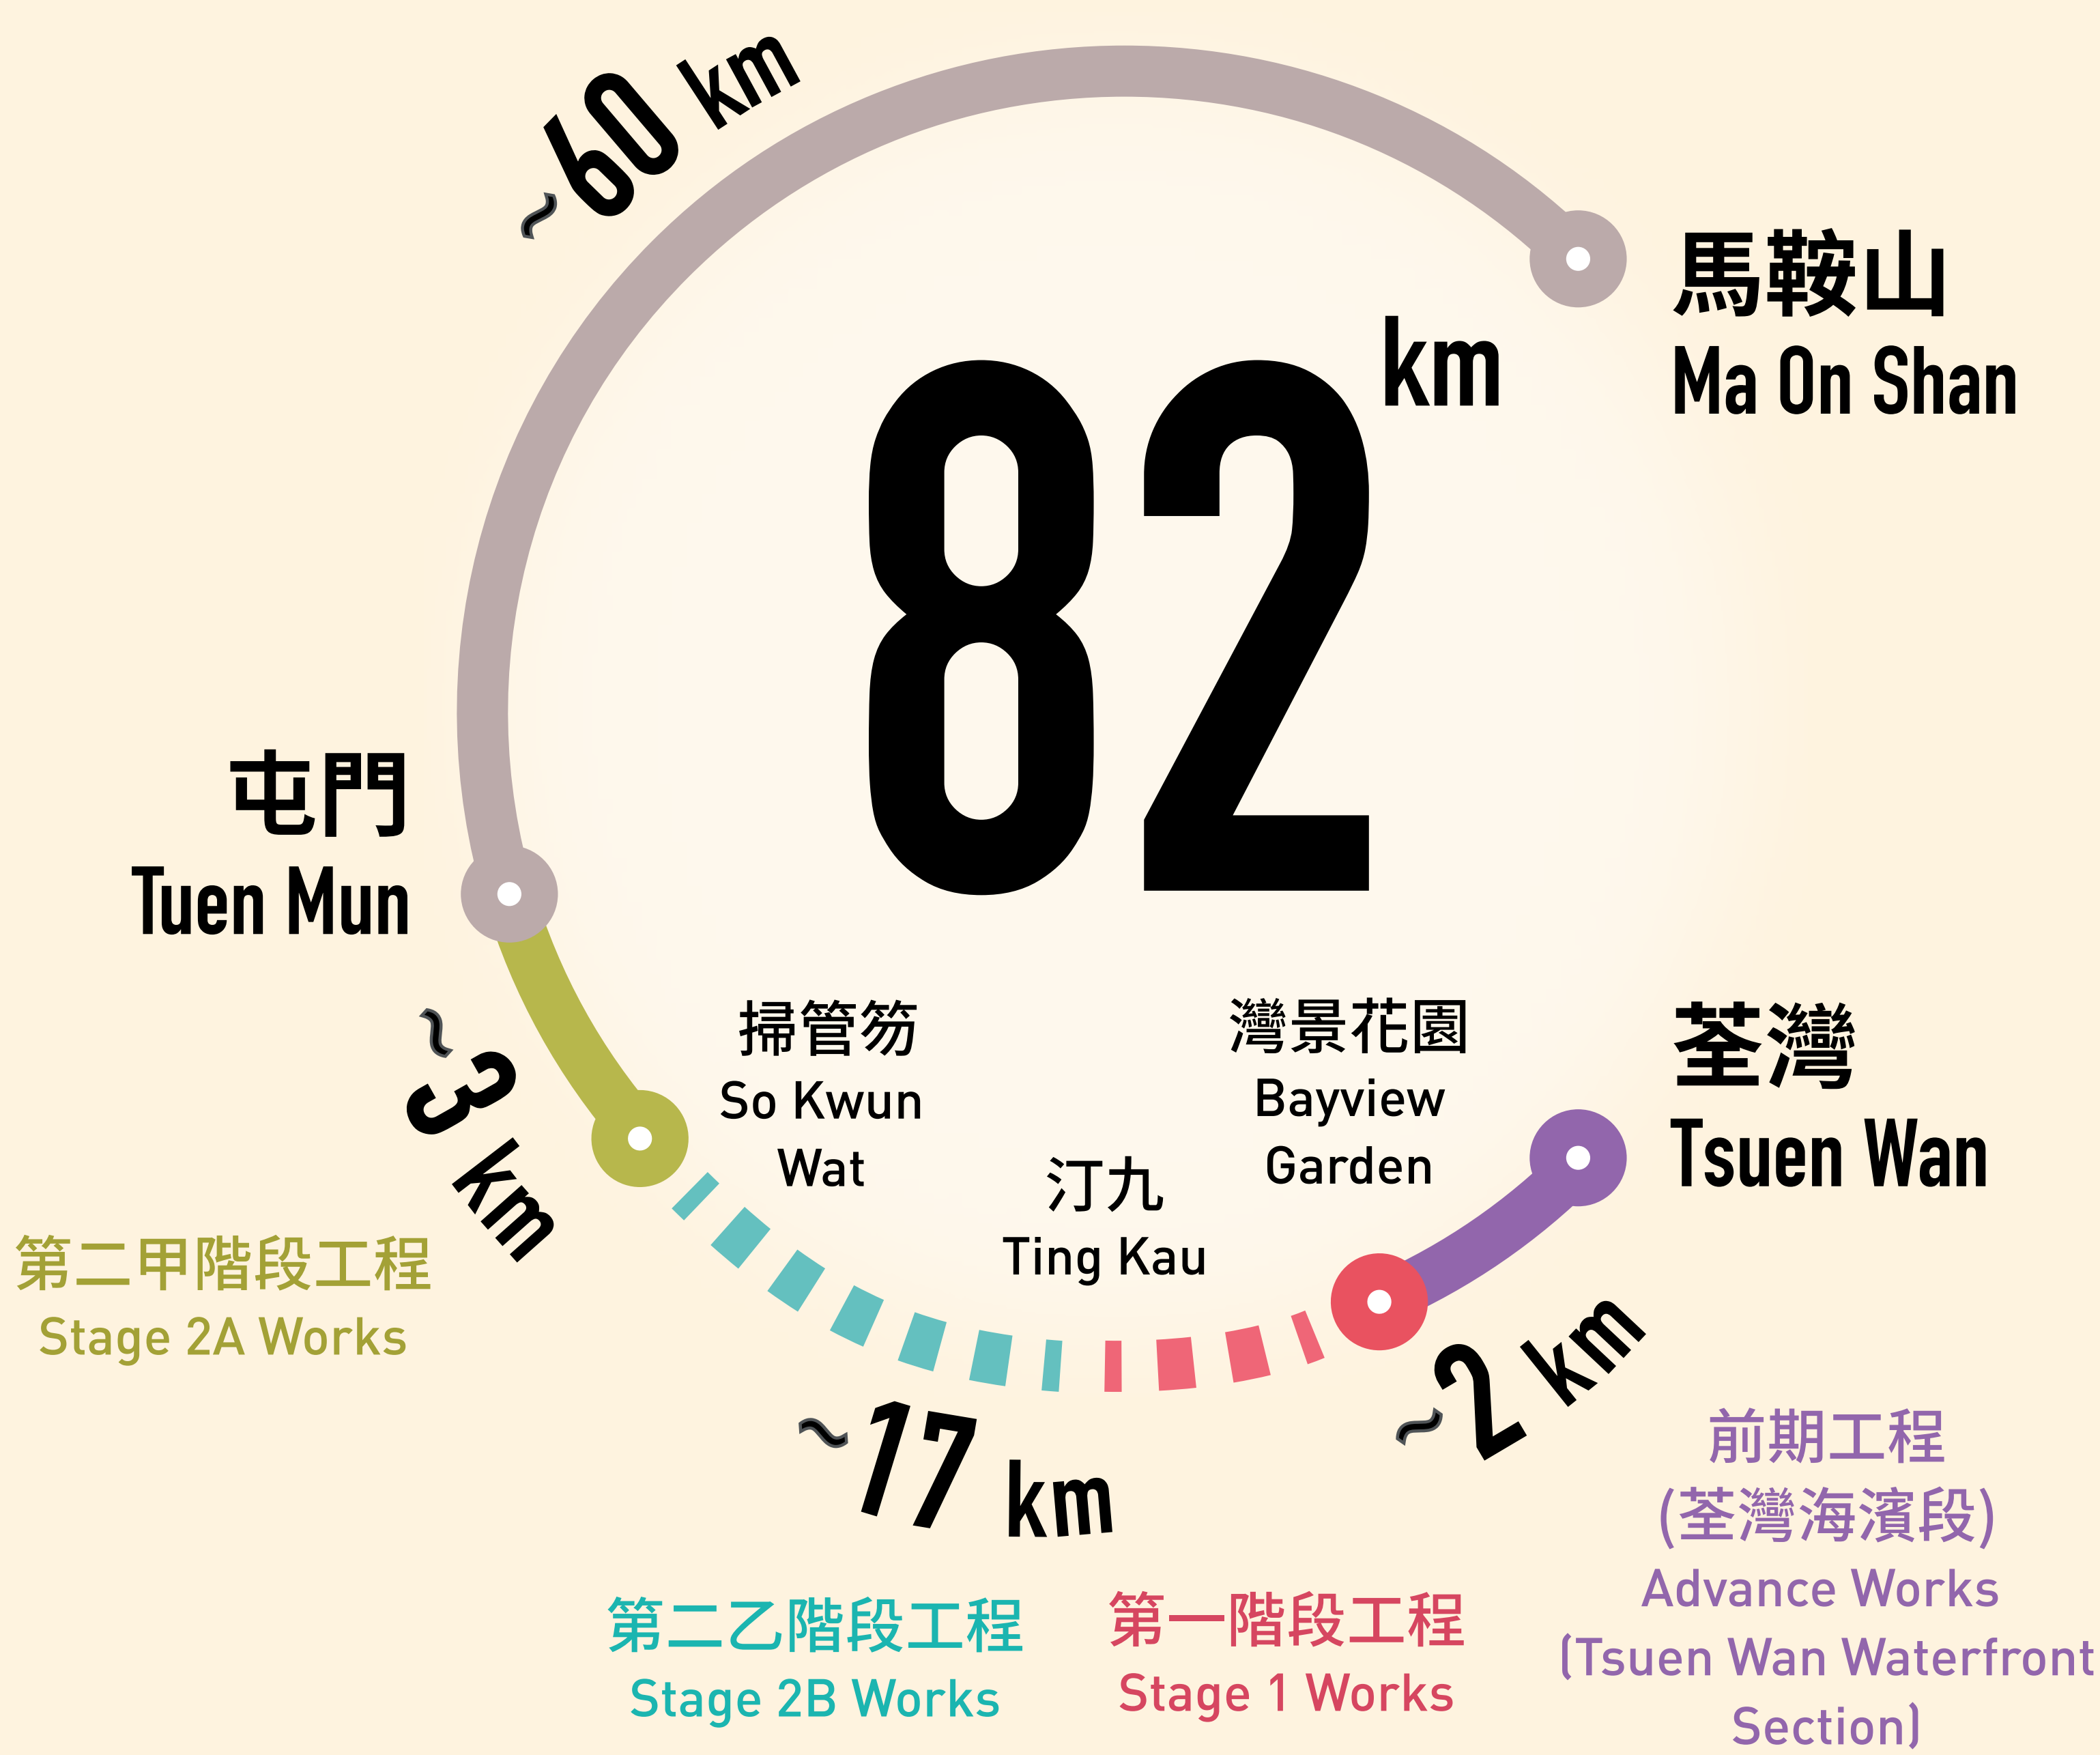 ~60 km
馬鞍山
Ma On Shan
82 km
屯門
Tuen Mun
~3 km
掃管笏
So Kwun
Wat
汀九
Ting Kau
灣景花園
Bayview
Garden
荃灣
Tsuen Wan
第二甲階段工程
Stage 2A Works
~17 km
~2 km
第二乙階段工程
Stage 2B Works
第一階段工程
Stage 1 Works
前期工程
(荃灣海濱段)
Advance Works
(Tsuen Wan Waterfront
Section)